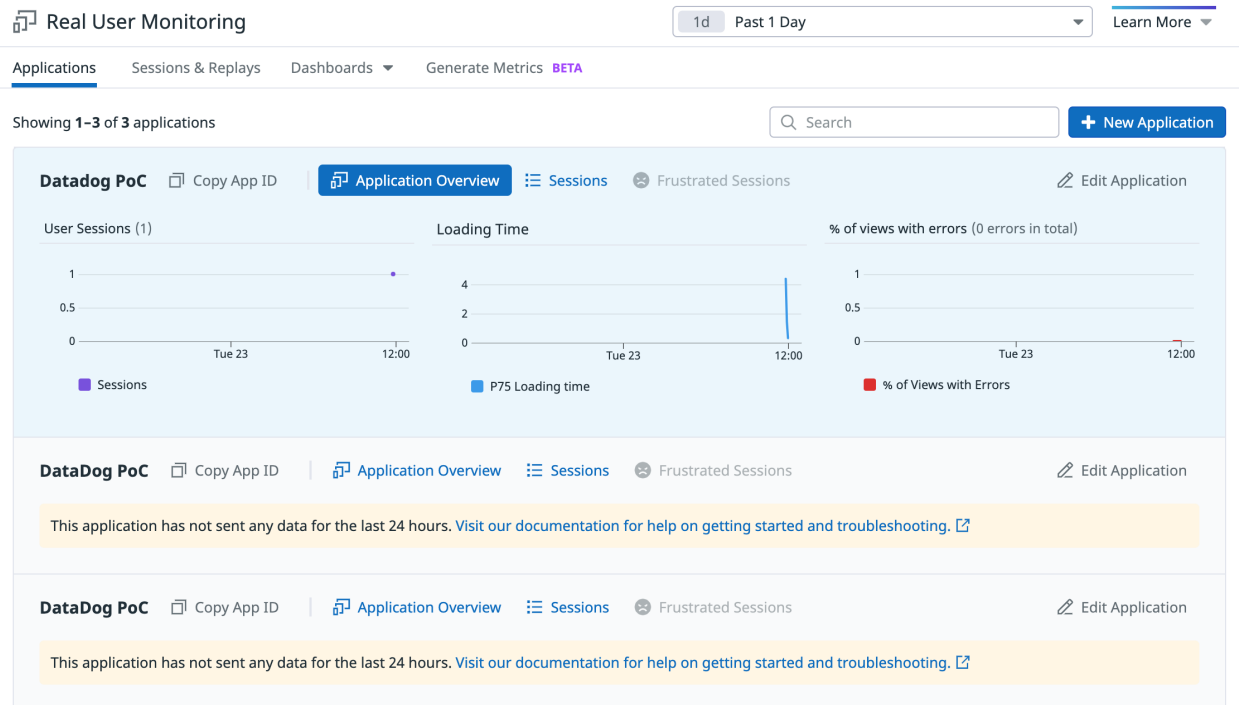 Real User Monitoring 1d Past 1 Day Learn More
Applications Sessions & Replays Dashboards Generate Metrics BETA
Showing 1–3 of 3 applications Search New Application
Datadog PoC Copy App ID Application Overview Sessions Frustrated Sessions Edit Application
User Sessions (1)
1
0.5
0
Tue 23 12:00
Sessions
Loading Time
4
2
0
Tue 23 12:00
P75 Loading time
% of views with errors (0 errors in total)
1
0.5
0
Tue 23 12:00
% of Views with Errors
DataDog PoC Copy App ID Application Overview Sessions Frustrated Sessions Edit Application
This application has not sent any data for the last 24 hours. Visit our documentation for help on getting started and troubleshooting.
DataDog PoC Copy App ID Application Overview Sessions Frustrated Sessions Edit Application
This application has not sent any data for the last 24 hours. Visit our documentation for help on getting started and troubleshooting.